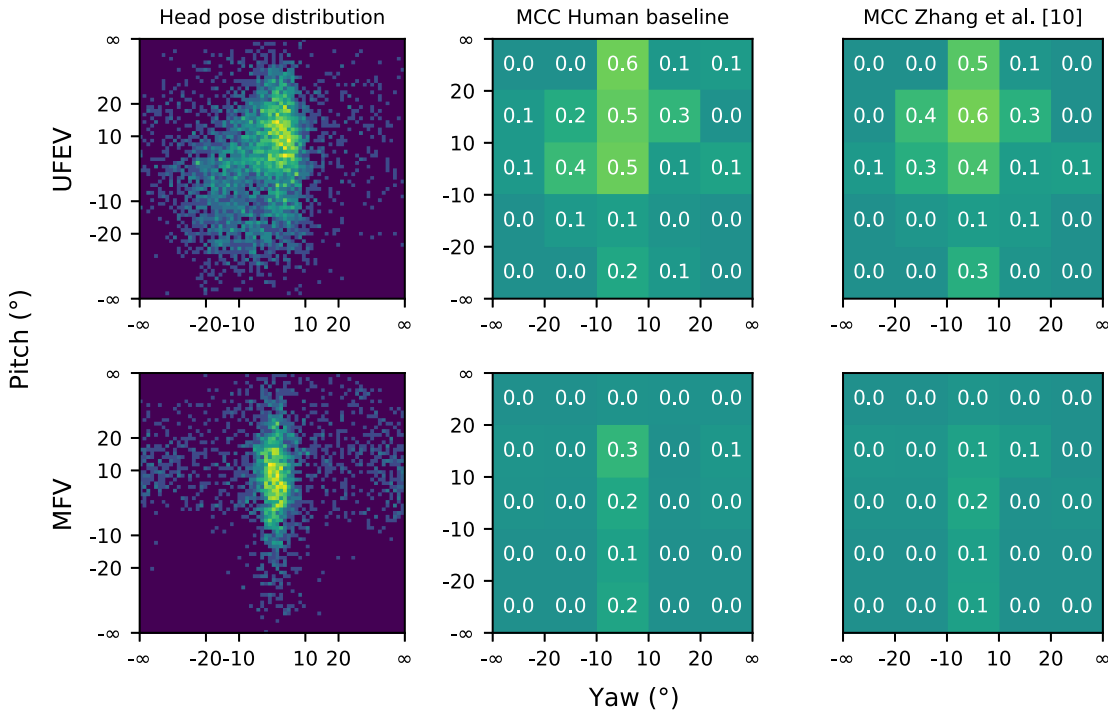 Head pose distribution MCC Human baseline MCC Zhang et al. [10]
UFEV
Pitch (°)
∞
20
10
-10
-20
-∞
-∞ -20 -10 10 20 ∞
∞
20
10
-10
-20
-∞
0.0 0.0 0.6 0.1 0.1
0.1 0.2 0.5 0.3 0.0
0.1 0.4 0.5 0.1 0.1
0.0 0.1 0.1 0.0 0.0
0.0 0.0 0.2 0.1 0.0
-∞ -20 -10 10 20 ∞
0.0 0.0 0.5 0.1 0.0
0.0 0.4 0.6 0.3 0.0
0.1 0.3 0.4 0.1 0.1
0.0 0.0 0.1 0.1 0.0
0.0 0.0 0.3 0.0 0.0
-∞ -20 -10 10 20 ∞
MFV
∞
20
10
-10
-20
-∞
-∞ -20 -10 10 20 ∞
∞
20
10
-10
-20
-∞
0.0 0.0 0.0 0.0 0.0
0.0 0.0 0.3 0.0 0.1
0.0 0.0 0.2 0.0 0.0
0.0 0.0 0.1 0.0 0.0
0.0 0.0 0.2 0.0 0.0
-∞ -20 -10 10 20 ∞
0.0 0.0 0.0 0.0 0.0
0.0 0.0 0.1 0.1 0.0
0.0 0.0 0.2 0.0 0.0
0.0 0.0 0.1 0.0 0.0
0.0 0.0 0.1 0.0 0.0
-∞ -20 -10 10 20 ∞
Yaw (°)